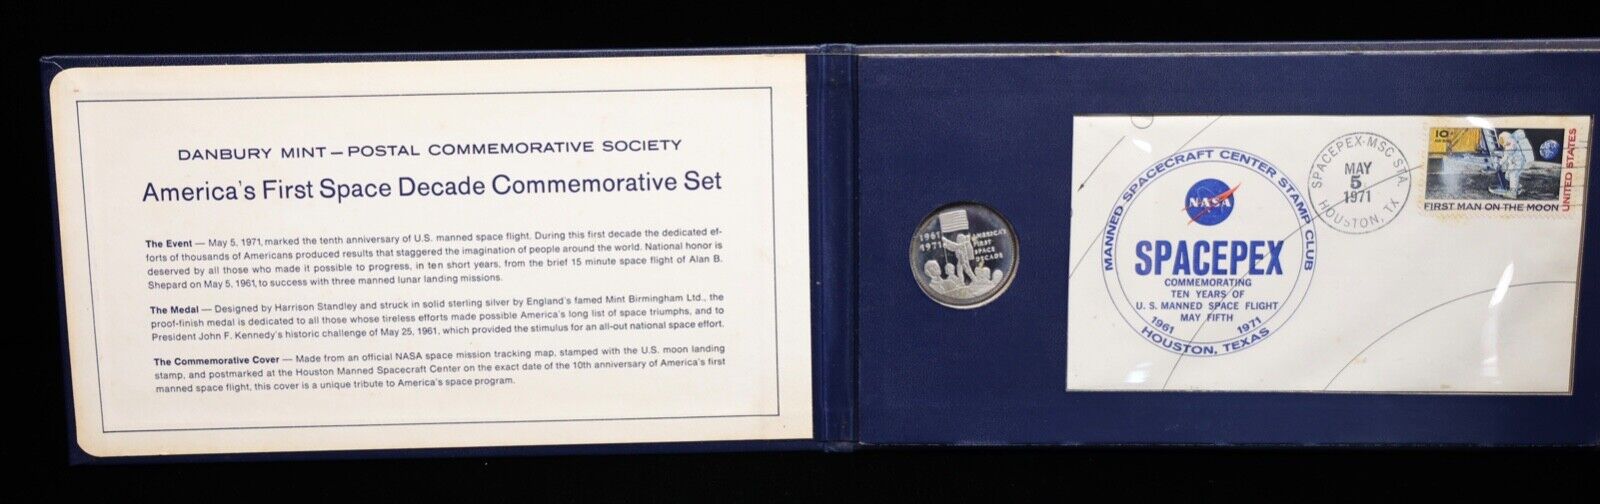 DANBURY MINT — POSTAL COMMEMORATIVE SOCIETY
America's First Space Decade Commemorative Set
The Event — May 5, 1971, marked the tenth anniversary of U.S. manned space flight. During this first decade the dedicated ef-
forts of thousands of Americans produced results that staggered the imagination of people around the world. National honor is
deserved by all those who made it possible to progress, in ten short years, from the brief 15 minute space flight of Alan B.
Shepard on May 5, 1961, to success with three manned lunar landing missions.
The Medal — Designed by Harrison Standley and struck in solid sterling silver by England's famed Mint Birmingham Ltd., the
proof-finish medal is dedicated to all those whose tireless efforts made possible America's long list of space triumphs, and to
President John F. Kennedy's historic challenge of May 25, 1961, which provided the stimulus for an all-out national space effort.
The Commemorative Cover — Made from an official NASA space mission tracking map, stamped with the U.S. moon landing
stamp, and postmarked at the Houston Manned Spacecraft Center on the exact date of the 10th anniversary of America's first
manned space flight, this cover is a unique tribute to America's space program.
1961
1971
AMERICA'S
FIRST
SPACE
DECADE
MANNED SPACECRAFT CENTER STAMP CLUB
NASA
SPACEPEX
COMMEMORATING
TEN YEARS OF
U.S. MANNED SPACE FLIGHT
MAY FIFTH
1961 1971
HOUSTON, TEXAS
SPACEPEX-MSC STA.
MAY
5
1971
HOUSTON, TX
10¢
UNITED STATES
FIRST MAN ON THE MOON